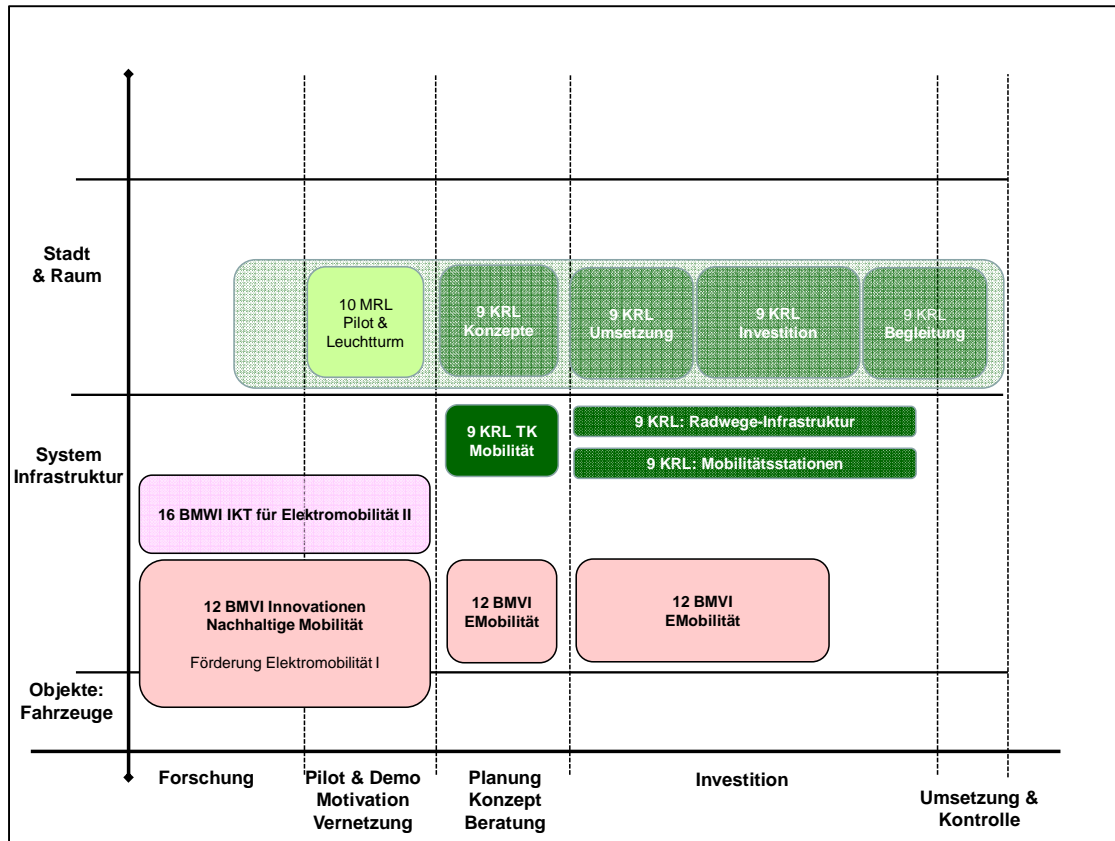 Stadt
& Raum
10 MRL
Pilot &
Leuchtturm
9 KRL
Konzepte
9 KRL
Umsetzung
9 KRL
Investition
9 KRL
Begleitung
System
Infrastruktur
9 KRL TK
Mobilität
9 KRL: Radwege-Infrastruktur
9 KRL: Mobilitätsstationen
16 BMWI IKT für Elektromobilität II
12 BMVI Innovationen
Nachhaltige Mobilität
Förderung Elektromobilität I
12 BMVI
EMobilität
12 BMVI
EMobilität
Objekte:
Fahrzeuge
Forschung
Pilot & Demo
Motivation
Vernetzung
Planung
Konzept
Beratung
Investition
Umsetzung &
Kontrolle